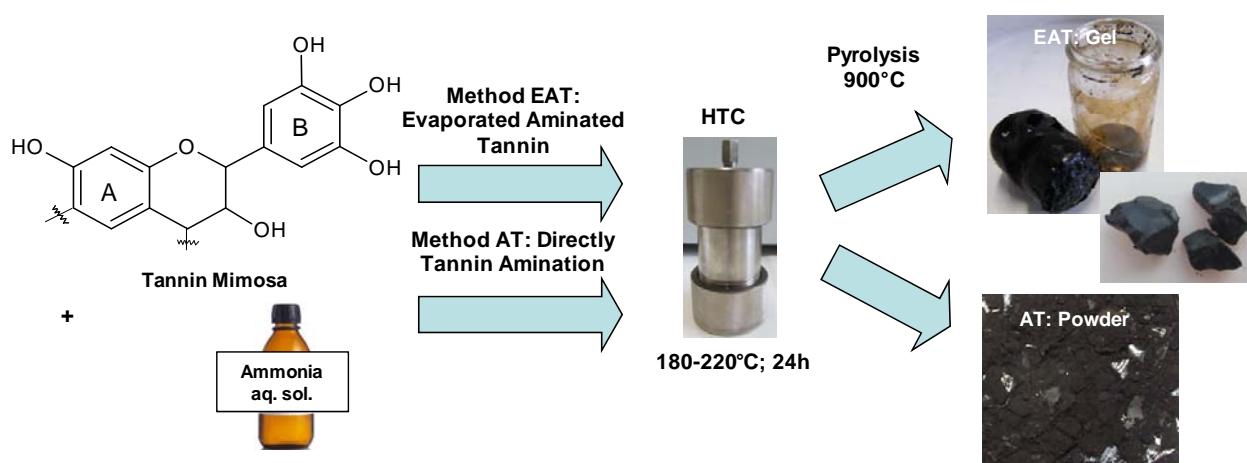 OH
OH
B
OH
HO
O
A
OH
Tannin Mimosa
+
Ammonia
aq. sol.
Method EAT:
Evaporated Aminated
Tannin
Method AT: Directly
Tannin Amination
HTC
180-220°C; 24h
Pyrolysis
900°C
EAT: Gel
AT: Powder